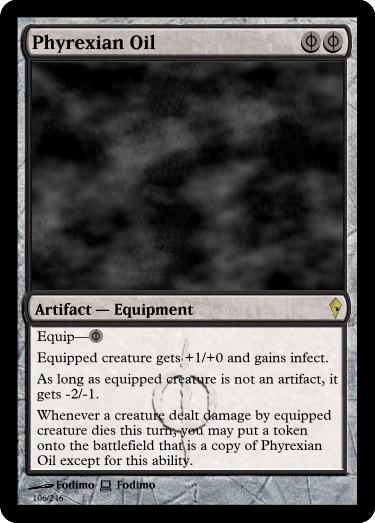 Phyrexian Oil
Artifact — Equipment
Equip—
Equipped creature gets +1/+0 and gains infect.
As long as equipped creature is not an artifact, it
gets -2/-1.
Whenever a creature dealt damage by equipped
creature dies this turn, you may put a token
onto the battlefield that is a copy of Phyrexian
Oil except for this ability.
Fodimo Fodimo
106/246